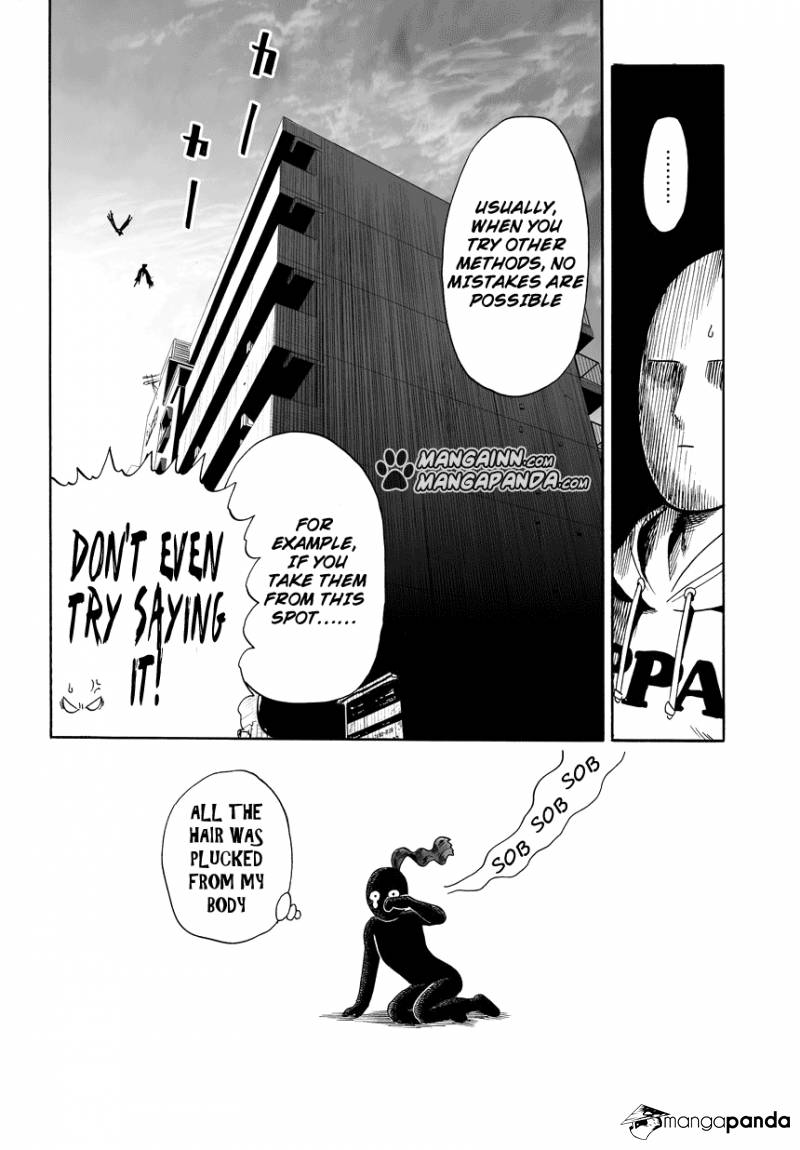 ………
USUALLY,
WHEN YOU
TRY OTHER
METHODS, NO
MISTAKES ARE
POSSIBLE
カー
カー
FOR
EXAMPLE,
IF YOU
TAKE THEM
FROM THIS
SPOT……
DON'T EVEN
TRY SAYING
IT!
MANGAINN.COM
MANGAPANDA.COM
PPA
SOB
SOB
SOB
SOB
ALL THE
HAIR WAS
PLUCKED
FROM MY
BODY
mangapanda